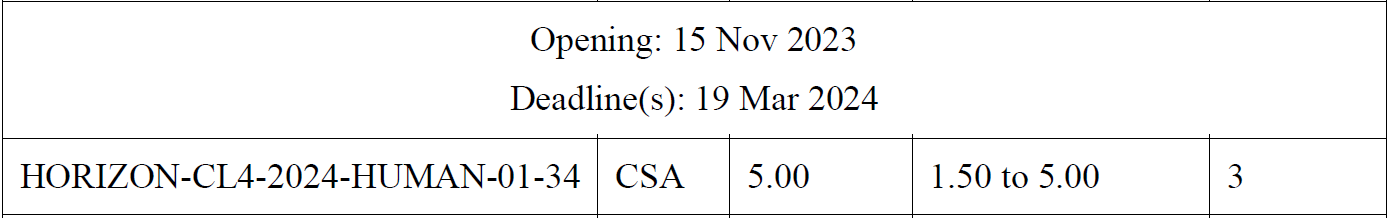 Opening: 15 Nov 2023
Deadline(s): 19 Mar 2024
HORIZON-CL4-2024-HUMAN-01-34 CSA 5.00 1.50 to 5.00 3